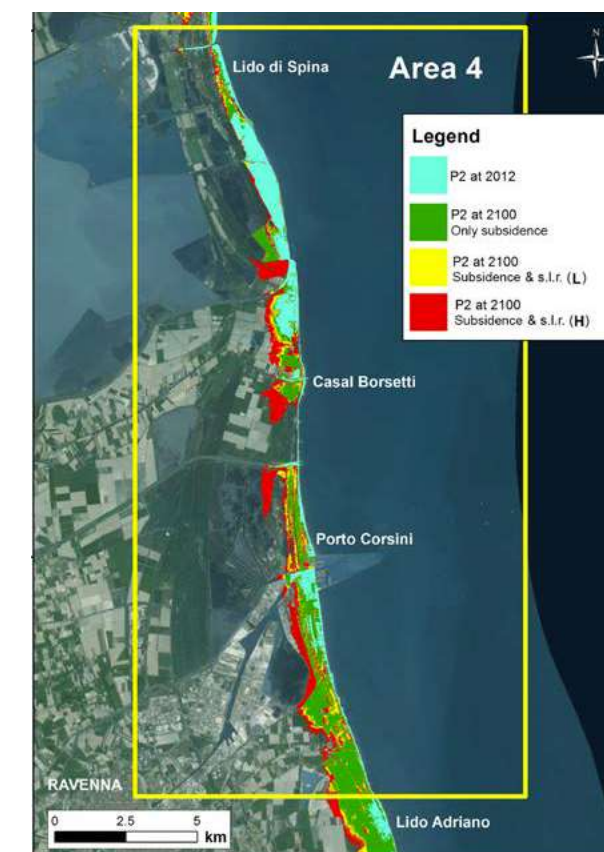 N
Lido di Spina
Area 4
Legend
P2 at 2012
P2 at 2100
Only subsidence
P2 at 2100
Subsidence & s.l.r. (L)
P2 at 2100
Subsidence & s.l.r. (H)
Casal Borsetti
Porto Corsini
RAVENNA
0 2.5 5
km
Lido Adriano